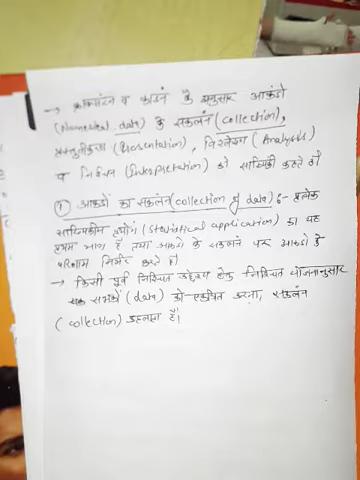 → क्राक्सटन व काउडेन के अनुसार आंकडो
(Numerical data) के संकलन (collection),
प्रस्तुतीकरण (Presentation), विश्लेषण (Analysis)
व निर्वचन (Interpretation) को सांख्यिकी कहते है।
① आंकडों का संकलन (collection of data) :- प्रत्येक
सांख्यिकीय प्रयोग (Statistical application) का यह
प्रथम भाग है तथा आंकडो के संकलन पर आंकडो के
परिणाम निर्भर करते है।
→ किसी पूर्व निश्चित उद्देश्य हेतु निश्चित योजनानुसार
समंकों (data) को एकत्रित करना, संकलन
(collection) कहलाता है।